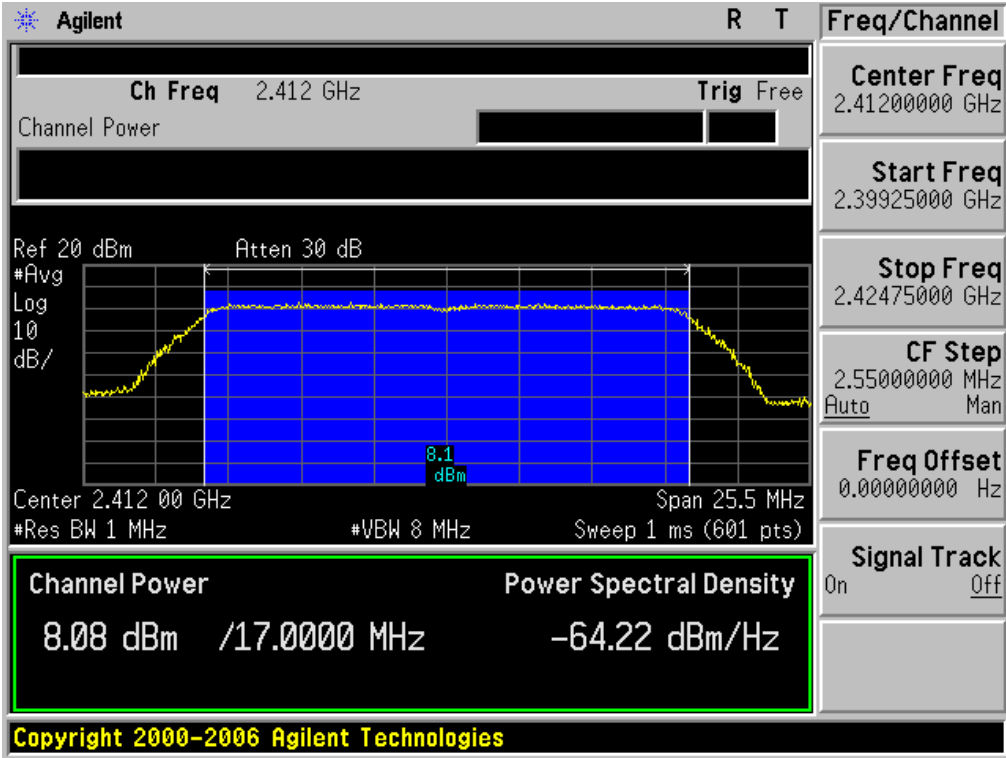 Agilent R T
Ch Freq 2.412 GHz Trig Free
Channel Power
Ref 20 dBm Atten 30 dB
#Avg
Log
10
dB/
8.1
dBm
Center 2.412 00 GHz Span 25.5 MHz
#Res BW 1 MHz #VBW 8 MHz Sweep 1 ms (601 pts)
Channel Power Power Spectral Density
8.08 dBm /17.0000 MHz -64.22 dBm/Hz
Copyright 2000-2006 Agilent Technologies
Freq/Channel
Center Freq
2.41200000 GHz
Start Freq
2.39925000 GHz
Stop Freq
2.42475000 GHz
CF Step
2.55000000 MHz
Auto Man
Freq Offset
0.00000000 Hz
Signal Track
On Off